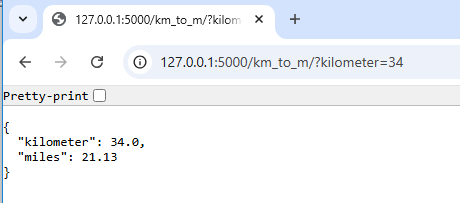 127.0.0.1:5000/km_to_m/?kilom
127.0.0.1:5000/km_to_m/?kilometer=34
Pretty-print
{
"kilometer": 34.0,
"miles": 21.13
}